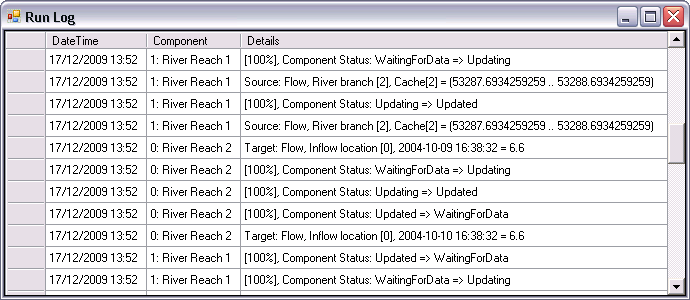 Run Log
DateTime Component Details
17/12/2009 13:52 1: River Reach 1 [100%], Component Status: WaitingForData => Updating
17/12/2009 13:52 1: River Reach 1 Source: Flow, River branch [2], Cache[2] = (53287.6934259259 .. 53288.6934259259)
17/12/2009 13:52 1: River Reach 1 [100%], Component Status: Updating => Updated
17/12/2009 13:52 1: River Reach 1 Source: Flow, River branch [2], Cache[2] = (53287.6934259259 .. 53288.6934259259)
17/12/2009 13:52 0: River Reach 2 Target: Flow, Inflow location [0], 2004-10-09 16:38:32 = 6.6
17/12/2009 13:52 0: River Reach 2 [100%], Component Status: WaitingForData => Updating
17/12/2009 13:52 0: River Reach 2 [100%], Component Status: Updating => Updated
17/12/2009 13:52 0: River Reach 2 [100%], Component Status: Updated => WaitingForData
17/12/2009 13:52 0: River Reach 2 Target: Flow, Inflow location [0], 2004-10-10 16:38:32 = 6.6
17/12/2009 13:52 1: River Reach 1 [100%], Component Status: Updated => WaitingForData
17/12/2009 13:52 1: River Reach 1 [100%], Component Status: WaitingForData => Updating